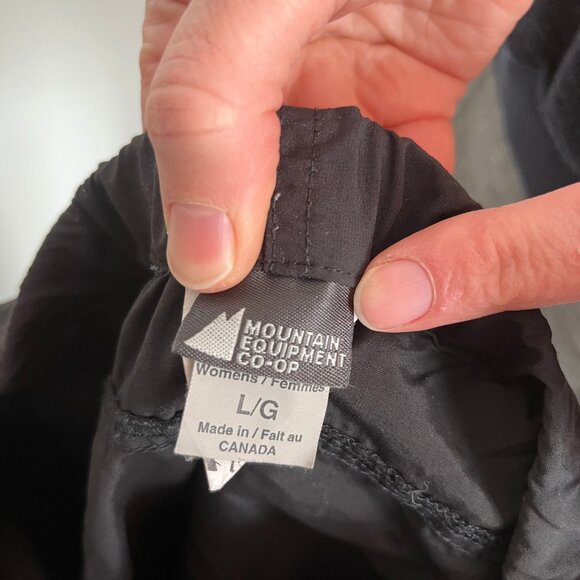 MOUNTAIN
EQUIPMENT
CO-OP
Womens / Femmes
L/G
Made in / Fait au
CANADA